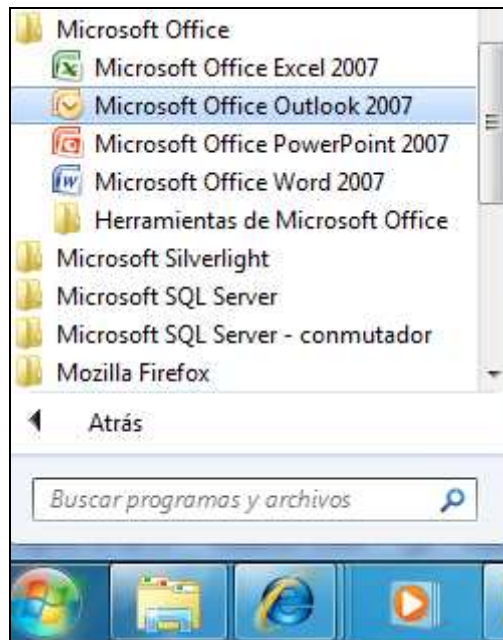 Microsoft Office
Microsoft Office Excel 2007
Microsoft Office Outlook 2007
Microsoft Office PowerPoint 2007
Microsoft Office Word 2007
Herramientas de Microsoft Office
Microsoft Silverlight
Microsoft SQL Server
Microsoft SQL Server - conmutador
Mozilla Firefox
Atrás
Buscar programas y archivos